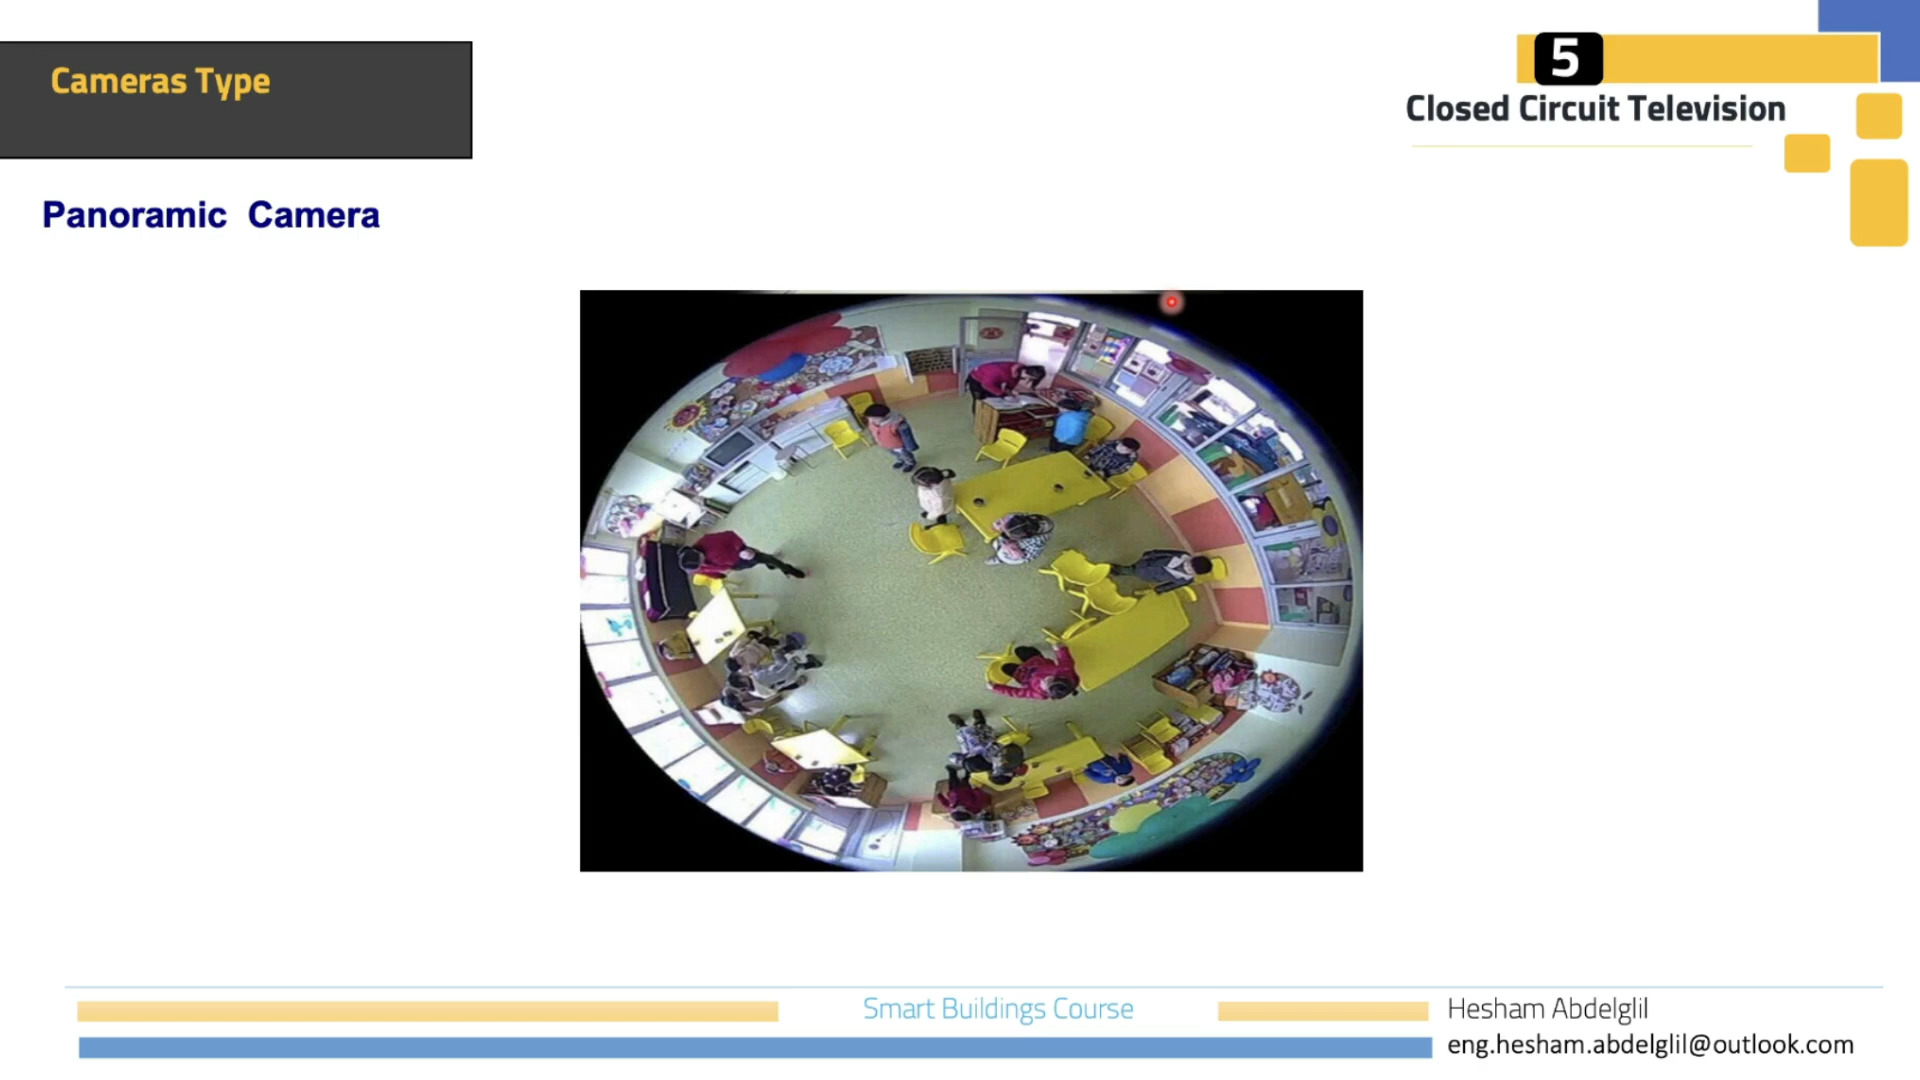 Cameras Type
5
Closed Circuit Television
Panoramic Camera
Smart Buildings Course
Hesham Abdelglil
eng.hesham.abdelglil@outlook.com